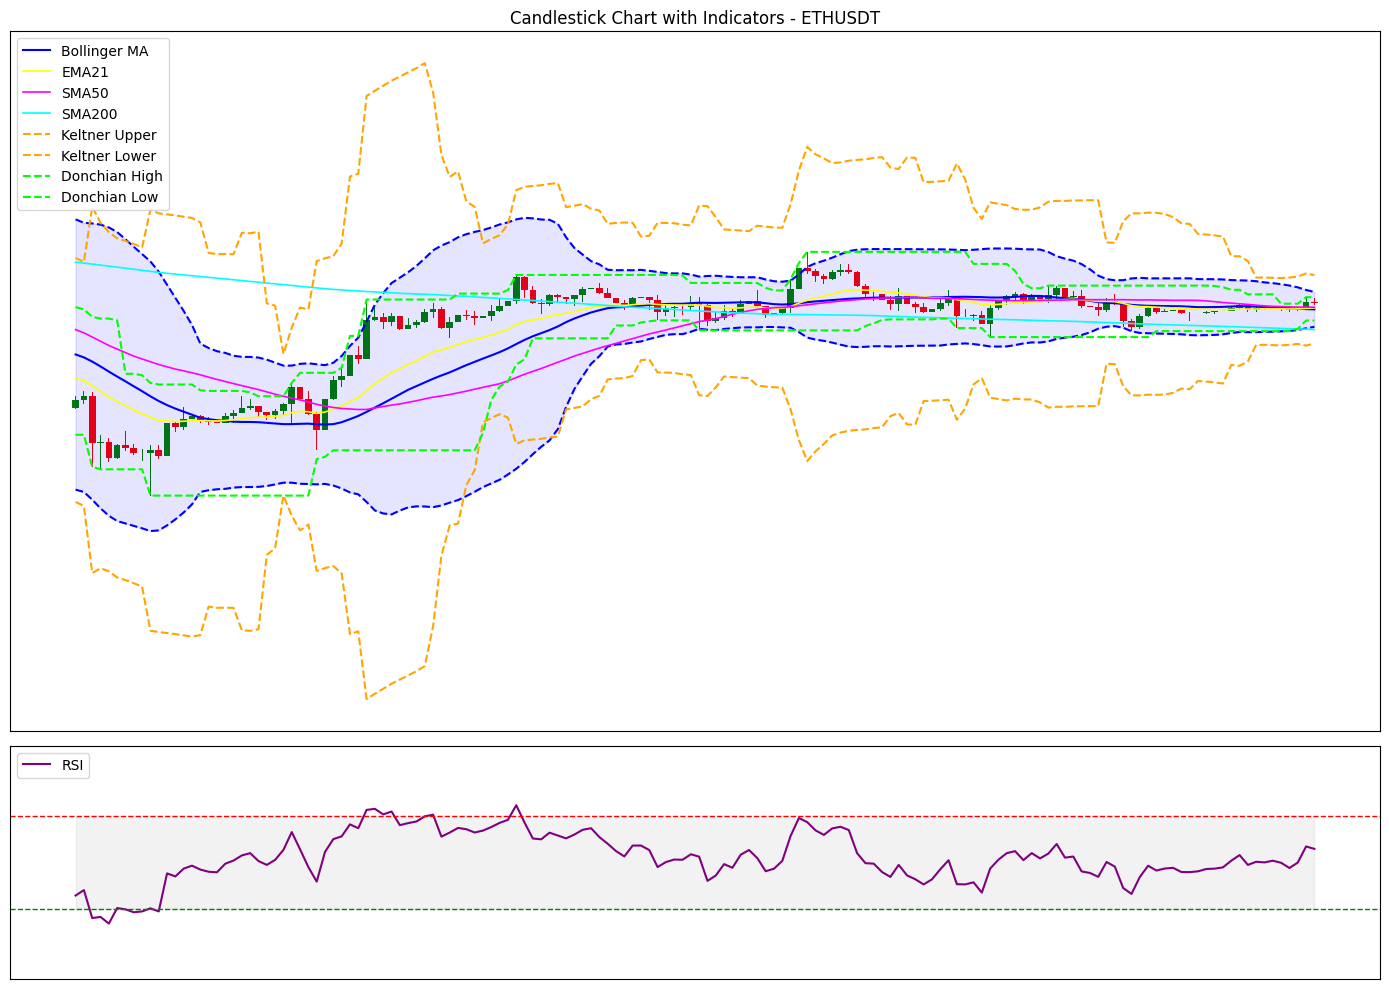 Candlestick Chart with Indicators - ETHUSDT
Bollinger MA
EMA21
SMA50
SMA200
Keltner Upper
Keltner Lower
Donchian High
Donchian Low
RSI